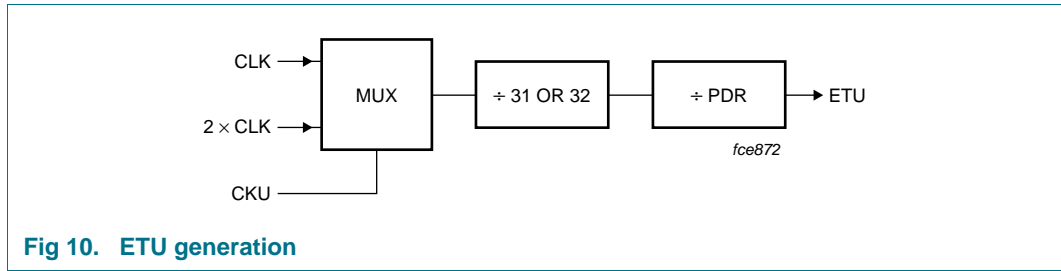 CLK
MUX
÷ 31 OR 32
÷ PDR
ETU
2 × CLK
fce872
CKU
Fig 10. ETU generation